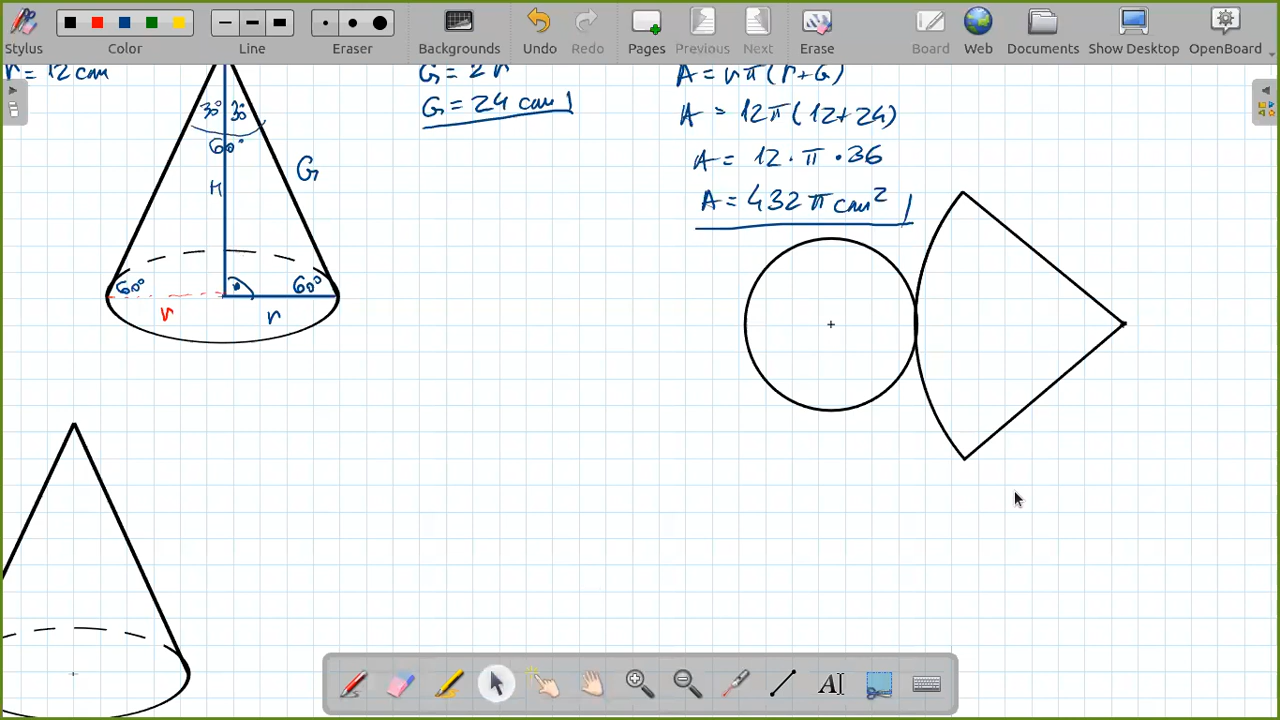 Stylus
Color
Line
Eraser
Backgrounds
Undo
Redo
Pages
Previous
Next
Erase
Board
Web
Documents
Show Desktop
OpenBoard
r = 12 cm
30° 30°
60°
H
G
60°
60°
r
r
G = 2r
G = 24 cm
A = rπ(r+G)
A = 12π(12+24)
A = 12·π·36
A = 432π cm²
AI